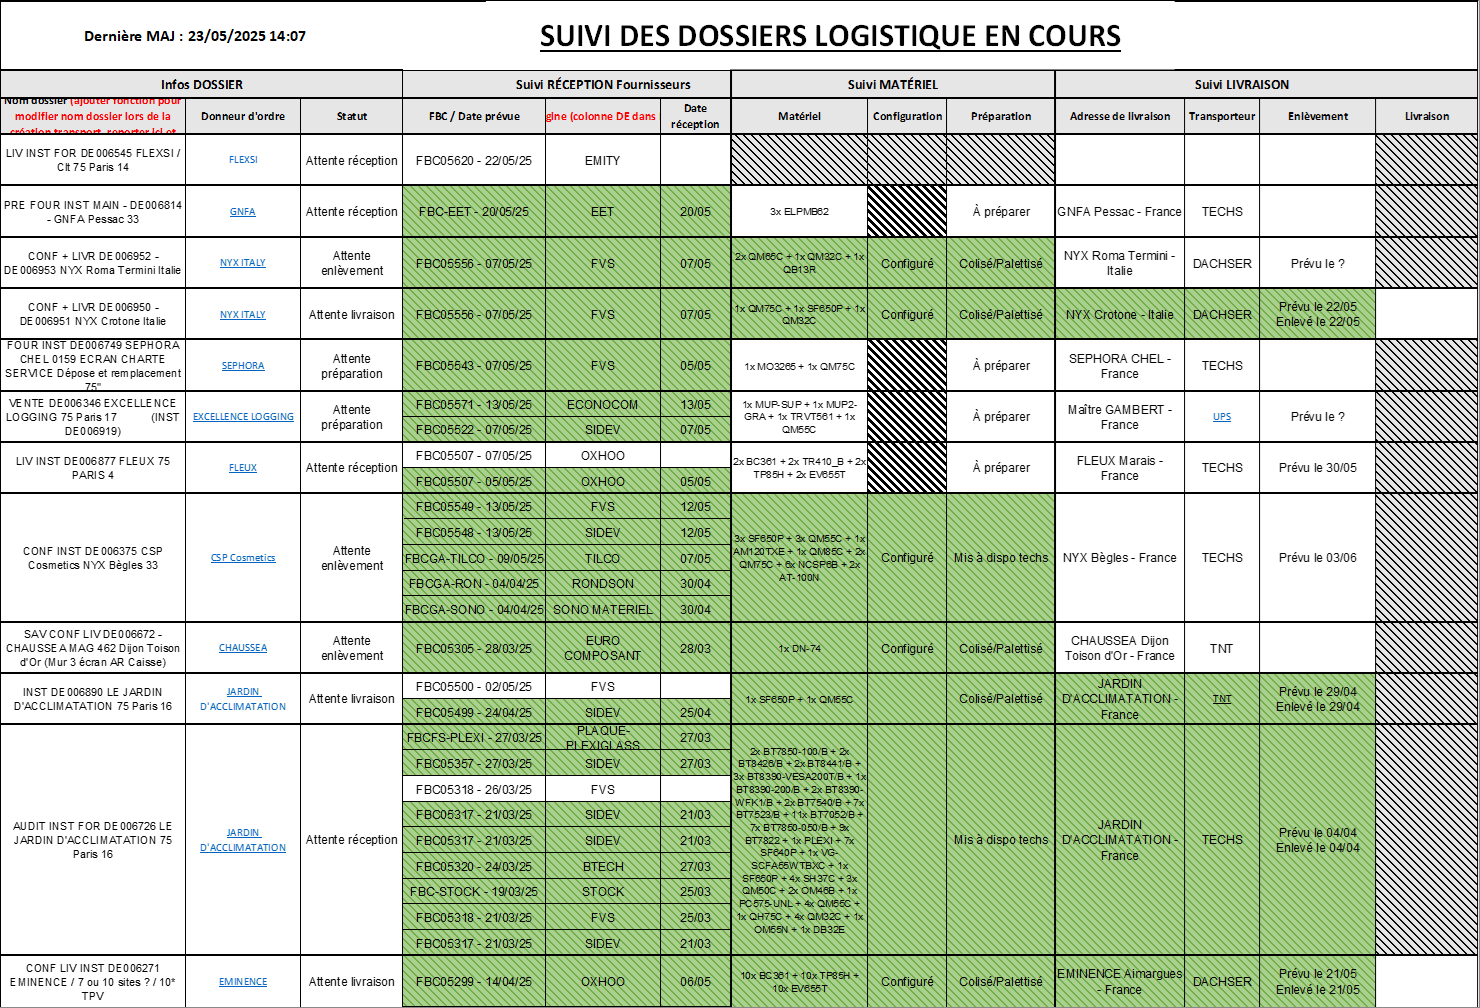 Dernière MAJ : 23/05/2025 14:07
SUIVI DES DOSSIERS LOGISTIQUE EN COURS
Infos DOSSIER
Suivi RÉCEPTION Fournisseurs
Suivi MATÉRIEL
Suivi LIVRAISON
Nom dossier (ajouter fonction pour
modifier nom dossier lors de la
création transport, reporter ici et
Donneur d'ordre
Statut
FBC / Date prévue
gine (colonne DE dans
Date
réception
Matériel
Configuration
Préparation
Adresse de livraison
Transporteur
Enlèvement
Livraison
LIV INST FOR DE006545 FLEXSI /
Clt 75 Paris 14
FLEXSI
Attente réception
FBC05620 - 22/05/25
EMITY
PRE FOUR INST MAIN - DE006814
- GNFA Pessac 33
GNFA
Attente réception
FBC-EET - 20/05/25
EET
20/05
3x ELPMB62
À préparer
GNFA Pessac - France
TECHS
CONF + LIVR DE006952 -
DE006953 NYX Roma Termini Italie
NYX ITALY
Attente
enlèvement
FBC05556 - 07/05/25
FVS
07/05
2x QM65C + 1x QM32C + 1x
QB13R
Configuré
Colisé/Palettisé
NYX Roma Termini -
Italie
DACHSER
Prévu le ?
CONF + LIVR DE006950 -
DE006951 NYX Crotone Italie
NYX ITALY
Attente livraison
FBC05556 - 07/05/25
FVS
07/05
1x QM75C + 1x SF650P + 1x
QM32C
Configuré
Colisé/Palettisé
NYX Crotone - Italie
DACHSER
Prévu le 22/05
Enlevé le 22/05
FOUR INST DE006749 SEPHORA
CHEL 0159 ECRAN CHARTE
SERVICE Dépose et remplacement
75"
SEPHORA
Attente
préparation
FBC05543 - 07/05/25
FVS
05/05
1x MO3265 + 1x QM75C
À préparer
SEPHORA CHEL -
France
TECHS
VENTE DE006346 EXCELLENCE
LOGGING 75 Paris 17 (INST
DE006919)
EXCELLENCE LOGGING
Attente
préparation
FBC05571 - 13/05/25
ECONOCOM
13/05
FBC05522 - 07/05/25
SIDEV
07/05
1x MUP-SUP + 1x MUP2-
GRA + 1x TRVT561 + 1x
QM55C
À préparer
Maître GAMBERT -
France
UPS
Prévu le ?
LIV INST DE006877 FLEUX 75
PARIS 4
FLEUX
Attente réception
FBC05507 - 07/05/25
OXHOO
FBC05507 - 05/05/25
OXHOO
05/05
2x BC361 + 2x TR410_B + 2x
TP85H + 2x EV655T
À préparer
FLEUX Marais -
France
TECHS
Prévu le 30/05
CONF INST DE006375 CSP
Cosmetics NYX Bègles 33
CSP Cosmetics
Attente
enlèvement
FBC05549 - 13/05/25
FVS
12/05
FBC05548 - 13/05/25
SIDEV
12/05
FBCGA-TILCO - 09/05/25
TILCO
07/05
FBCGA-RON - 04/04/25
RONDSON
30/04
FBCGA-SONO - 04/04/25
SONO MATERIEL
30/04
3x SF650P + 3x QM55C + 1x
AM120TXE + 1x QM85C + 2x
QM75C + 6x NCSP6B + 2x
AT-100N
Configuré
Mis à dispo techs
NYX Bègles - France
TECHS
Prévu le 03/06
SAV CONF LIV DE006672 -
CHAUSSEA MAG 462 Dijon Toison
d'Or (Mur 3 écran AR Caisse)
CHAUSSEA
Attente
enlèvement
FBC05305 - 28/03/25
EURO
COMPOSANT
28/03
1x DN-74
Configuré
Colisé/Palettisé
CHAUSSEA Dijon
Toison d'Or - France
TNT
INST DE006890 LE JARDIN
D'ACCLIMATATION 75 Paris 16
JARDIN
D'ACCLIMATATION
Attente livraison
FBC05500 - 02/05/25
FVS
FBC05499 - 24/04/25
SIDEV
25/04
1x SF650P + 1x QM55C
Colisé/Palettisé
JARDIN
D'ACCLIMATATION -
France
TNT
Prévu le 29/04
Enlevé le 29/04
AUDIT INST FOR DE006726 LE
JARDIN D'ACCLIMATATION 75
Paris 16
JARDIN
D'ACCLIMATATION
Attente réception
FBCFS-PLEXI - 27/03/25
PLAQUE-
PLEXIGLASS
27/03
FBC05357 - 27/03/25
SIDEV
27/03
FBC05318 - 26/03/25
FVS
FBC05317 - 21/03/25
SIDEV
21/03
FBC05317 - 21/03/25
SIDEV
21/03
FBC05320 - 24/03/25
BTECH
27/03
FBC-STOCK - 19/03/25
STOCK
25/03
FBC05318 - 21/03/25
FVS
25/03
FBC05317 - 21/03/25
SIDEV
21/03
2x BT7850-100/B + 2x
BT8426/B + 2x BT8441/B +
3x BT8390-VESA200T/B + 1x
BT8390-200/B + 2x BT8390-
WFK1/B + 2x BT7540/B + 7x
BT7523/B + 11x BT7052/B +
7x BT7850-050/B + 9x
BT7822 + 1x PLEXI + 7x
SF640P + 1x VG-
SCFA55WTBXC + 1x
SF650P + 4x SH37C + 3x
QM50C + 2x OM46B + 1x
PC575-UNL + 4x QM55C +
1x QH75C + 4x QM32C + 1x
OM55N + 1x DB32E
Mis à dispo techs
JARDIN
D'ACCLIMATATION -
France
TECHS
Prévu le 04/04
Enlevé le 04/04
CONF LIV INST DE006271
EMINENCE / 7 ou 10 sites ? / 10*
TPV
EMINENCE
Attente livraison
FBC05299 - 14/04/25
OXHOO
06/05
10x BC361 + 10x TP85H +
10x EV655T
Configuré
Colisé/Palettisé
EMINENCE Aimargues
- France
DACHSER
Prévu le 21/05
Enlevé le 21/05